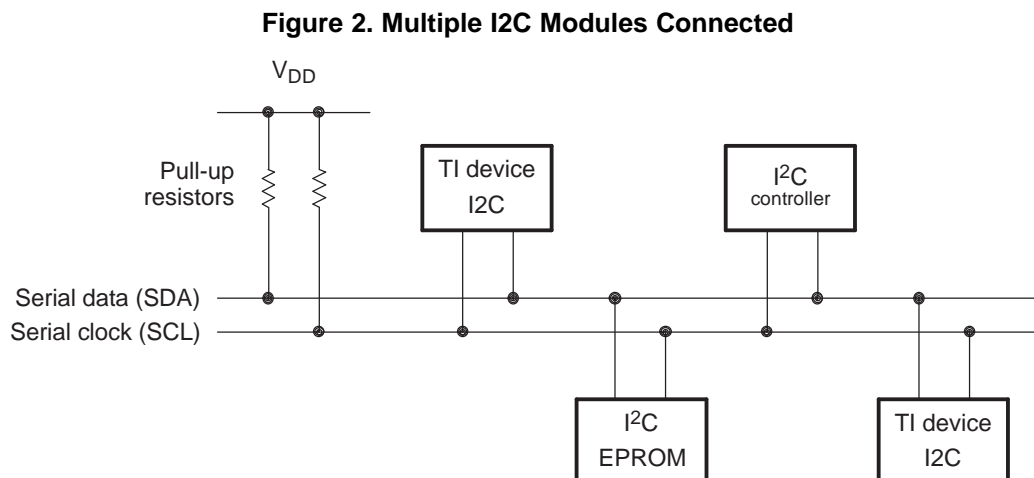 Figure 2. Multiple I2C Modules Connected
VDD
Pull-up
resistors
TI device
I2C
I2C
controller
Serial data (SDA)
Serial clock (SCL)
I2C
EPROM
TI device
I2C